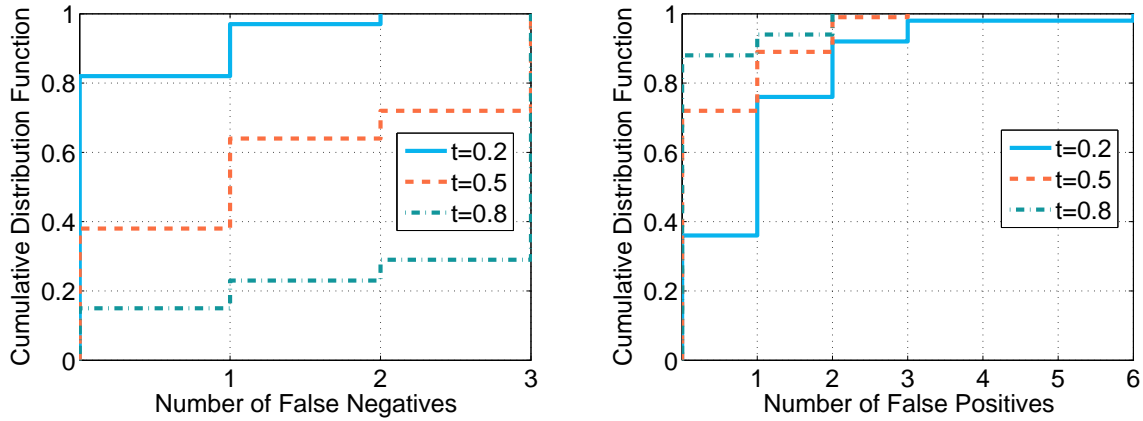 Cumulative Distribution Function
1
0.8
0.6
0.4
0.2
0
1
2
3
Number of False Negatives
t=0.2
t=0.5
t=0.8
Cumulative Distribution Function
1
0.8
0.6
0.4
0.2
0
1
2
3
4
5
6
Number of False Positives
t=0.2
t=0.5
t=0.8